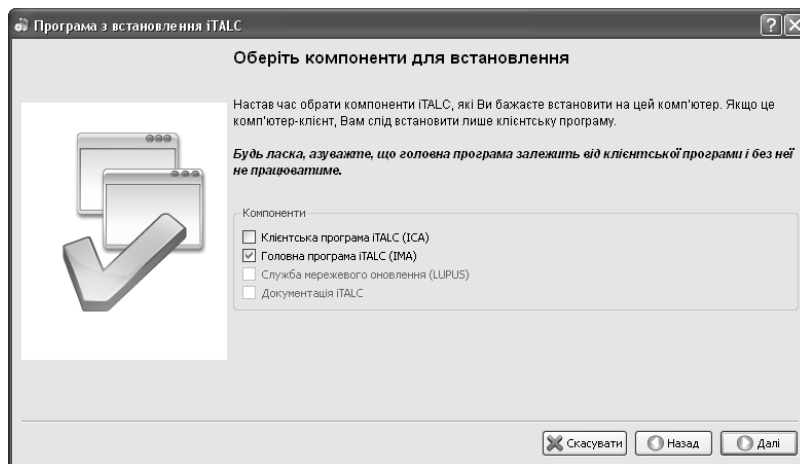 Програма з встановлення iTALC
Оберіть компоненти для встановлення
Настав час обрати компоненти iTALC, які Ви бажаєте встановити на цей комп'ютер. Якщо це
комп'ютер-клієнт, Вам слід встановити лише клієнтську програму.
Будь ласка, азуважте, що головна програма залежить від клієнтської програми і без неї
не працюватиме.
Компоненти
Клієнтська програма iTALC (ICA)
Головна програма iTALC (IMA)
Служба мережевого оновлення (LUPUS)
Документація iTALC
Скасувати
Назад
Далі